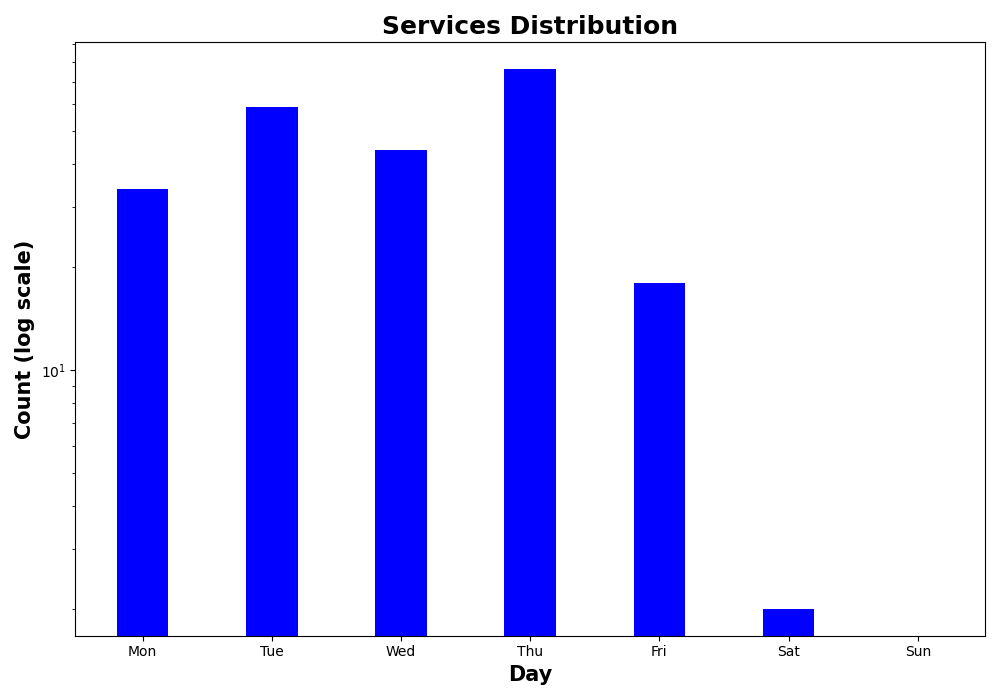 Services Distribution
Count (log scale)
10¹
Mon Tue Wed Thu Fri Sat Sun
Day